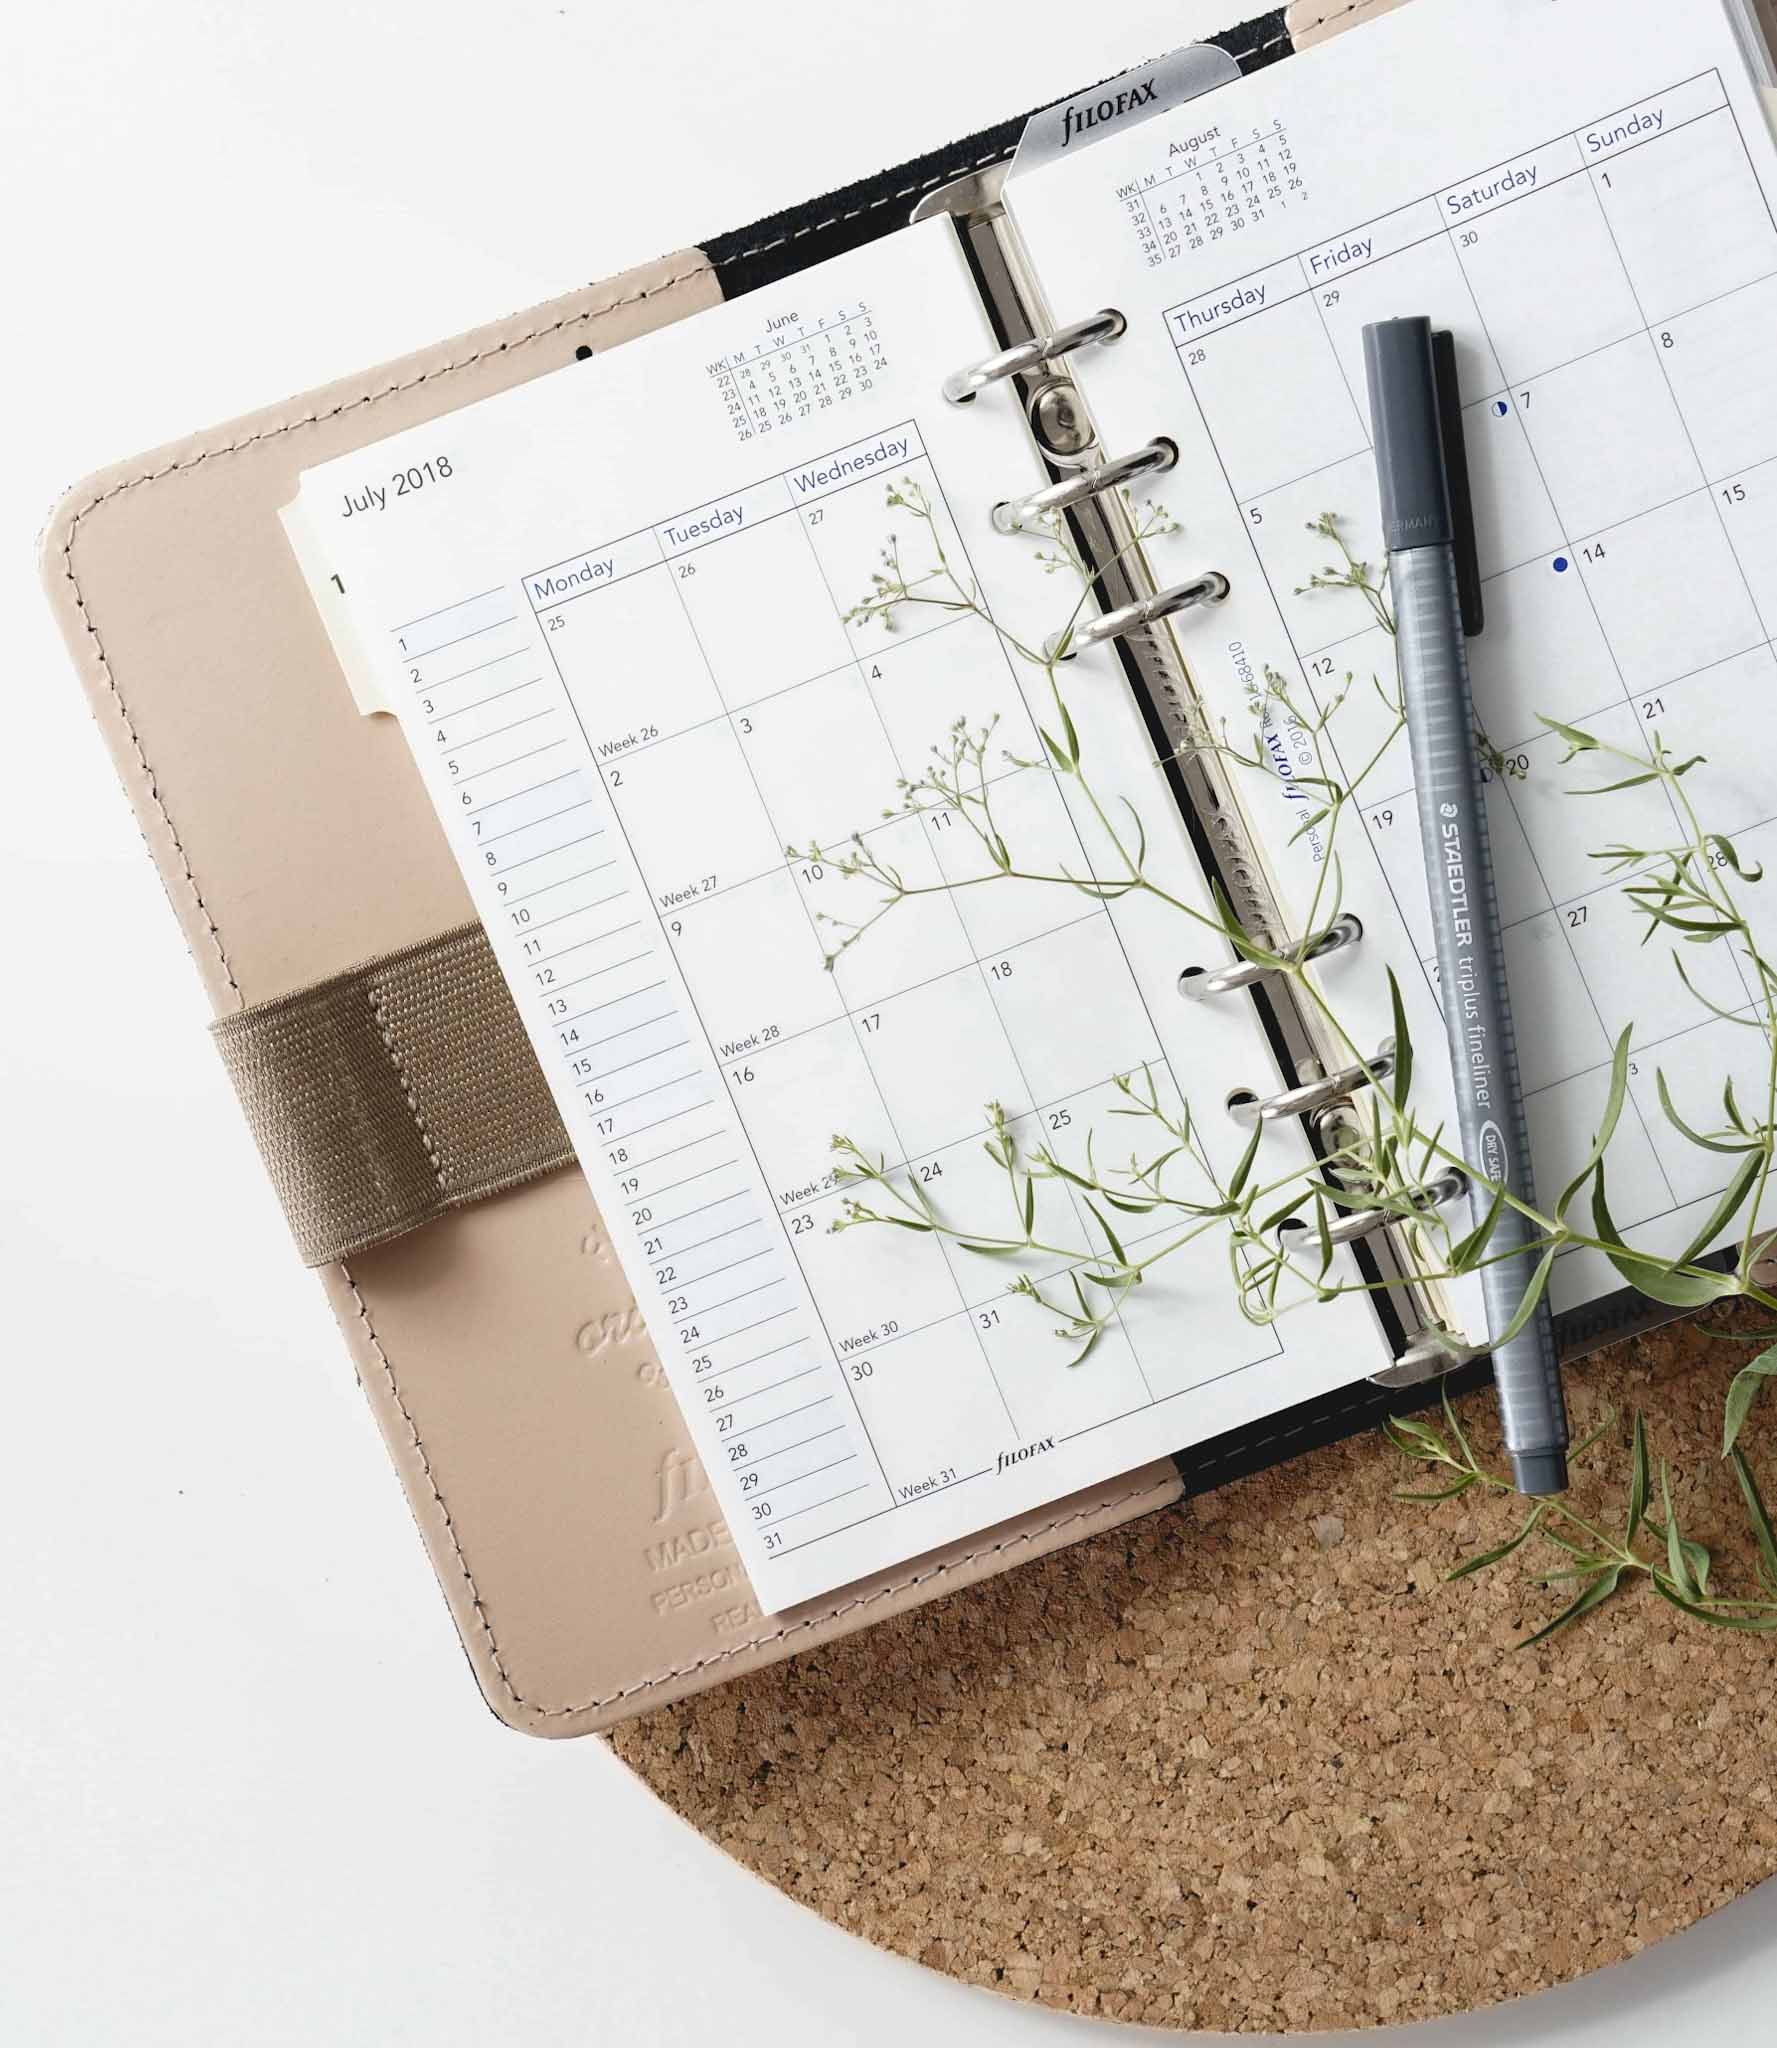 July 2018
1
June
WK M T W T F S S
22 28 29 30 31 1 2 3
23 4 5 6 7 8 9 10
24 11 12 13 14 15 16 17
25 18 19 20 21 22 23 24
26 25 26 27 28 29 30
Monday Tuesday Wednesday
25 26 27
Week 26
2 3 4
Week 27
9 10 11
Week 28
16 17 18
Week 29
23 24 25
Week 30
30 31
Week 31
fILOFAX
1
2
3
4
5
6
7
8
9
10
11
12
13
14
15
16
17
18
19
20
21
22
23
24
25
26
27
28
29
30
31
MADE
PERSON
REA
fILOFAX
August
WK M T W T F S S
31 1 2 3 4 5
32 6 7 8 9 10 11 12
33 13 14 15 16 17 18 19
34 20 21 22 23 24 25 26
35 27 28 29 30 31 1 2
Thursday Friday Saturday Sunday
28 29 30 1
5 7 8
12 14 15
19 20 21
27 28
3
Personal fILOFAX
© 2016
68410
GERMANY
STAEDTLER triplus fineliner
DRY SAFE
fILOFAX